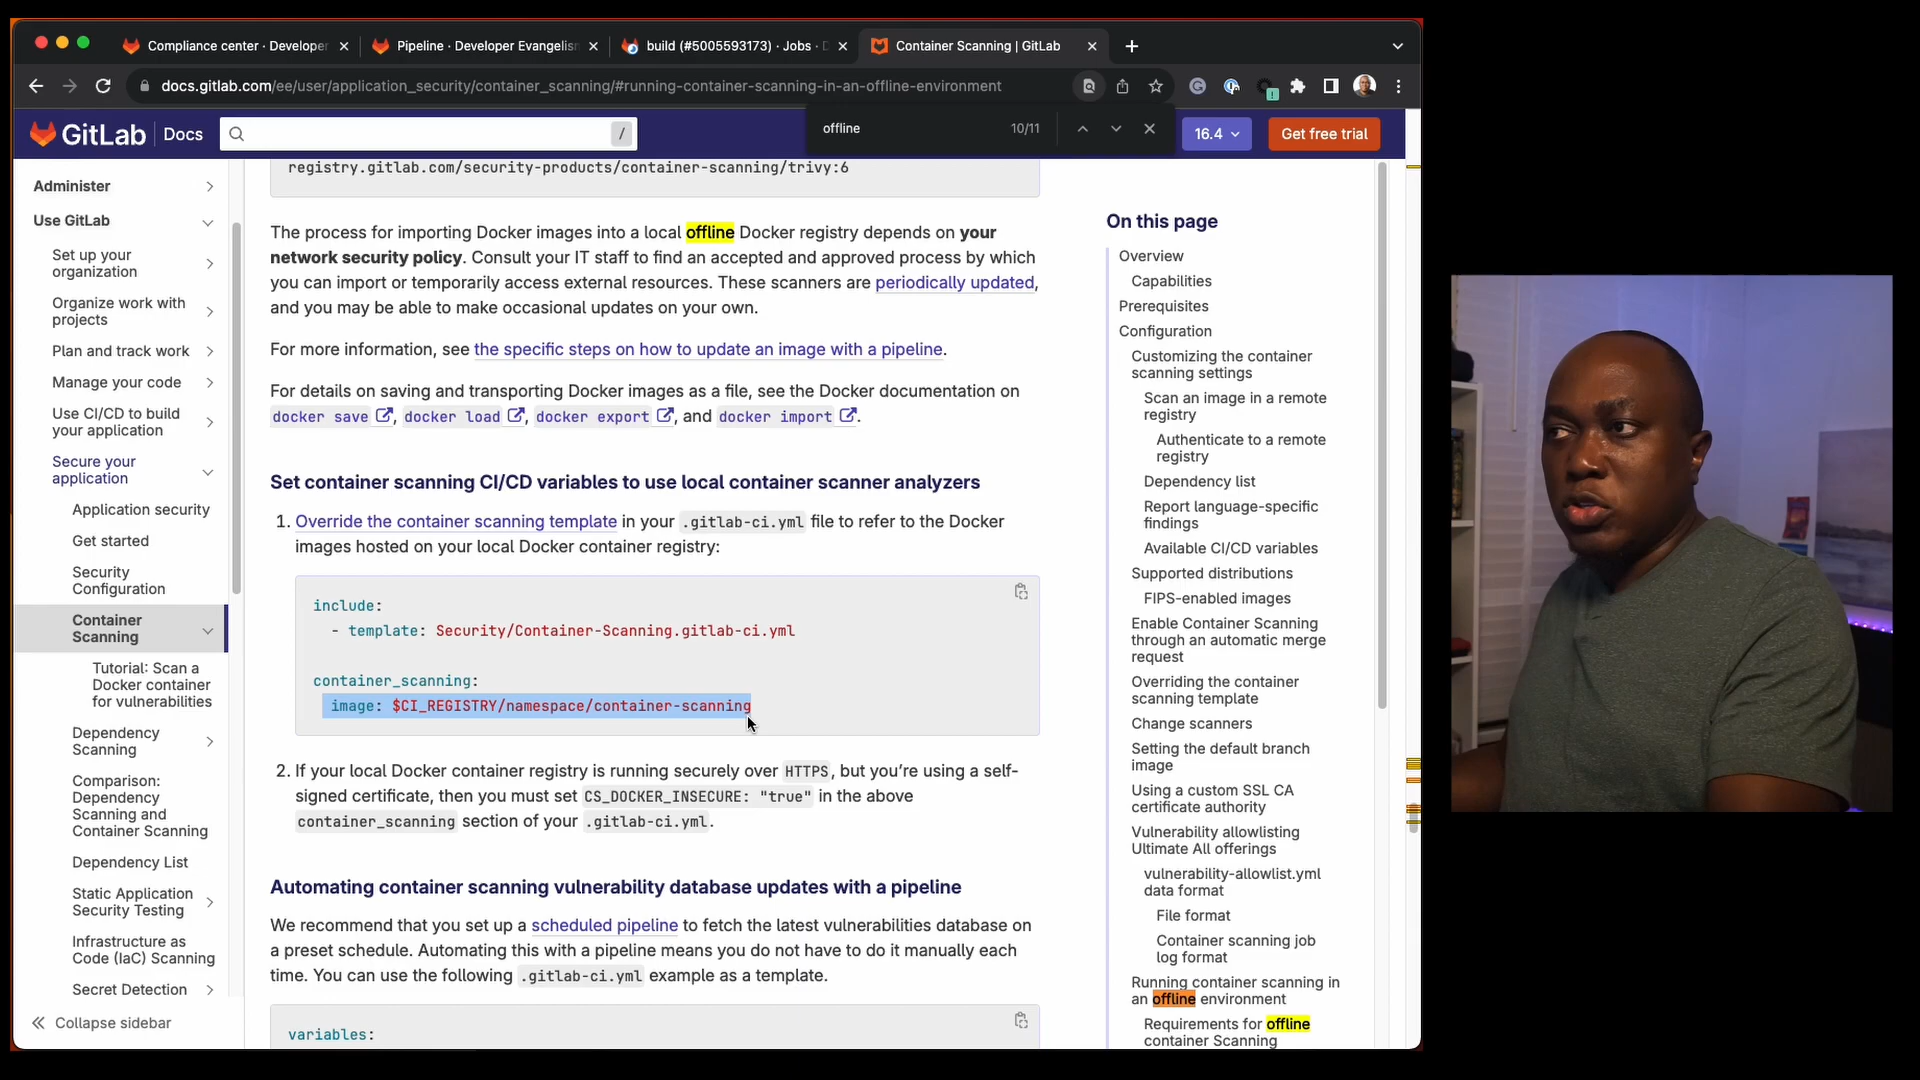 Compliance center · Developer
Pipeline · Developer Evangelis
build (#5005593173) · Jobs ·
Container Scanning | GitLab
docs.gitlab.com/ee/user/application_security/container_scanning/#running-container-scanning-in-an-offline-environment
GitLab Docs
/
offline 10/11
16.4
Get free trial
Administer
Use GitLab
Set up your
organization
Organize work with
projects
Plan and track work
Manage your code
Use CI/CD to build
your application
Secure your
application
Application security
Get started
Security
Configuration
Container
Scanning
Tutorial: Scan a
Docker container
for vulnerabilities
Dependency
Scanning
Comparison:
Dependency
Scanning and
Container Scanning
Dependency List
Static Application
Security Testing
Infrastructure as
Code (IaC) Scanning
Secret Detection
Collapse sidebar
registry.gitlab.com/security-products/container-scanning/trivy:6
The process for importing Docker images into a local offline Docker registry depends on your
network security policy. Consult your IT staff to find an accepted and approved process by which
you can import or temporarily access external resources. These scanners are periodically updated,
and you may be able to make occasional updates on your own.
For more information, see the specific steps on how to update an image with a pipeline.
For details on saving and transporting Docker images as a file, see the Docker documentation on
docker save, docker load, docker export, and docker import.
Set container scanning CI/CD variables to use local container scanner analyzers
1. Override the container scanning template in your .gitlab-ci.yml file to refer to the Docker
images hosted on your local Docker container registry:
include:
- template: Security/Container-Scanning.gitlab-ci.yml
container_scanning:
image: $CI_REGISTRY/namespace/container-scanning
2. If your local Docker container registry is running securely over HTTPS, but you're using a self-
signed certificate, then you must set CS_DOCKER_INSECURE: "true" in the above
container_scanning section of your .gitlab-ci.yml.
Automating container scanning vulnerability database updates with a pipeline
We recommend that you set up a scheduled pipeline to fetch the latest vulnerabilities database on
a preset schedule. Automating this with a pipeline means you do not have to do it manually each
time. You can use the following .gitlab-ci.yml example as a template.
variables:
On this page
Overview
Capabilities
Prerequisites
Configuration
Customizing the container
scanning settings
Scan an image in a remote
registry
Authenticate to a remote
registry
Dependency list
Report language-specific
findings
Available CI/CD variables
Supported distributions
FIPS-enabled images
Enable Container Scanning
through an automatic merge
request
Overriding the container
scanning template
Change scanners
Setting the default branch
image
Using a custom SSL CA
certificate authority
Vulnerability allowlisting
Ultimate All offerings
vulnerability-allowlist.yml
data format
File format
Container scanning job
log format
Running container scanning in
an offline environment
Requirements for offline
container Scanning